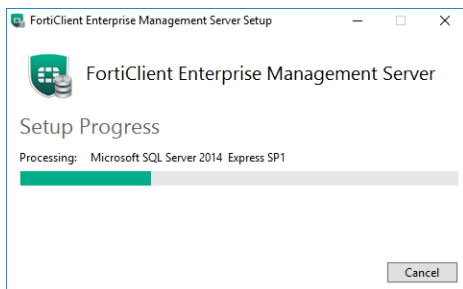 FortiClient Enterprise Management Server Setup
FortiClient Enterprise Management Server
Setup Progress
Processing: Microsoft SQL Server 2014 Express SP1
Cancel